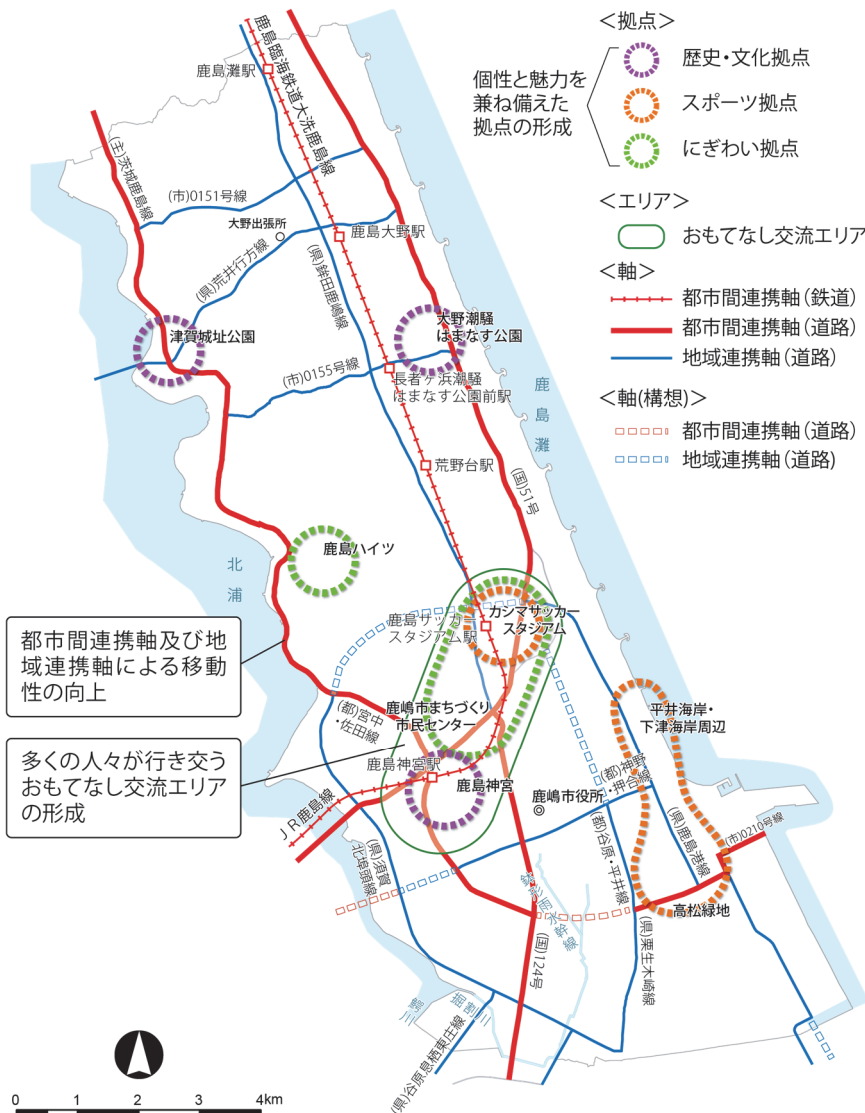 <拠点>
歴史・文化拠点
スポーツ拠点
にぎわい拠点
個性と魅力を
兼ね備えた
拠点の形成
<エリア>
おもてなし交流エリア
<軸>
都市間連携軸(鉄道)
都市間連携軸(道路)
地域連携軸(道路)
<軸(構想)>
都市間連携軸(道路)
地域連携軸(道路)
鹿島臨海鉄道大洗鹿島線
鹿島灘駅
(主)茨城鹿島線
(市)0151号線
大野出張所
鹿島大野駅
(県)荒井行方線
(県)鉾田鹿嶋線
津賀城址公園
大野潮騒
はまなす公園
(市)0155号線
長者ヶ浜潮騒
はまなす公園前駅
鹿島灘
荒野台駅
(国)51号
鹿島ハイツ
北浦
鹿島サッカー
スタジアム駅
カシマサッカー
スタジアム
都市間連携軸及び地
域連携軸による移動
性の向上
(都)宮中
・佐田線
鹿嶋市まちづくり
市民センター
平井海岸・
下津海岸周辺
多くの人々が行き交う
おもてなし交流エリア
の形成
鹿島神宮駅
鹿島神宮
JR鹿島線
鹿嶋市役所
(都)神野
・押合線
(県)鹿島港線
(都)谷原・平井線
(市)0210号線
(県)須賀
北埠頭線
高松緑地
(国)124号
(県)粟生木崎線
(県)谷原息栖東庄線
0 1 2 3 4km